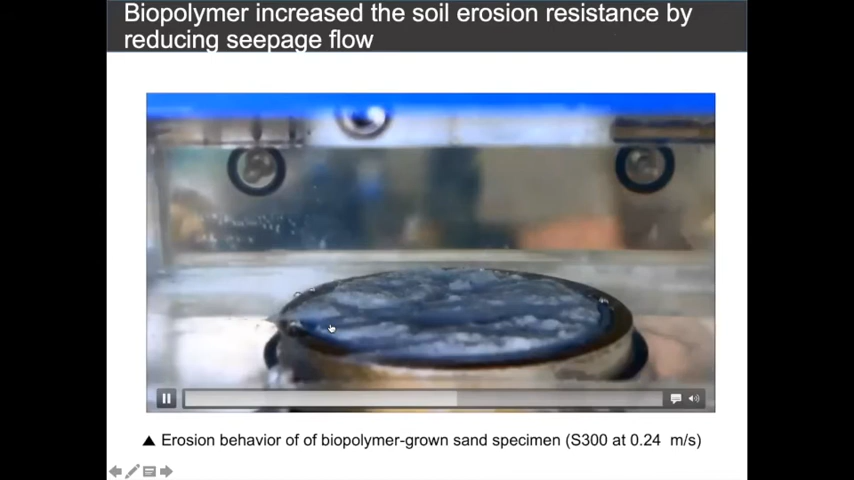 Biopolymer increased the soil erosion resistance by
reducing seepage flow
▲ Erosion behavior of of biopolymer-grown sand specimen (S300 at 0.24 m/s)